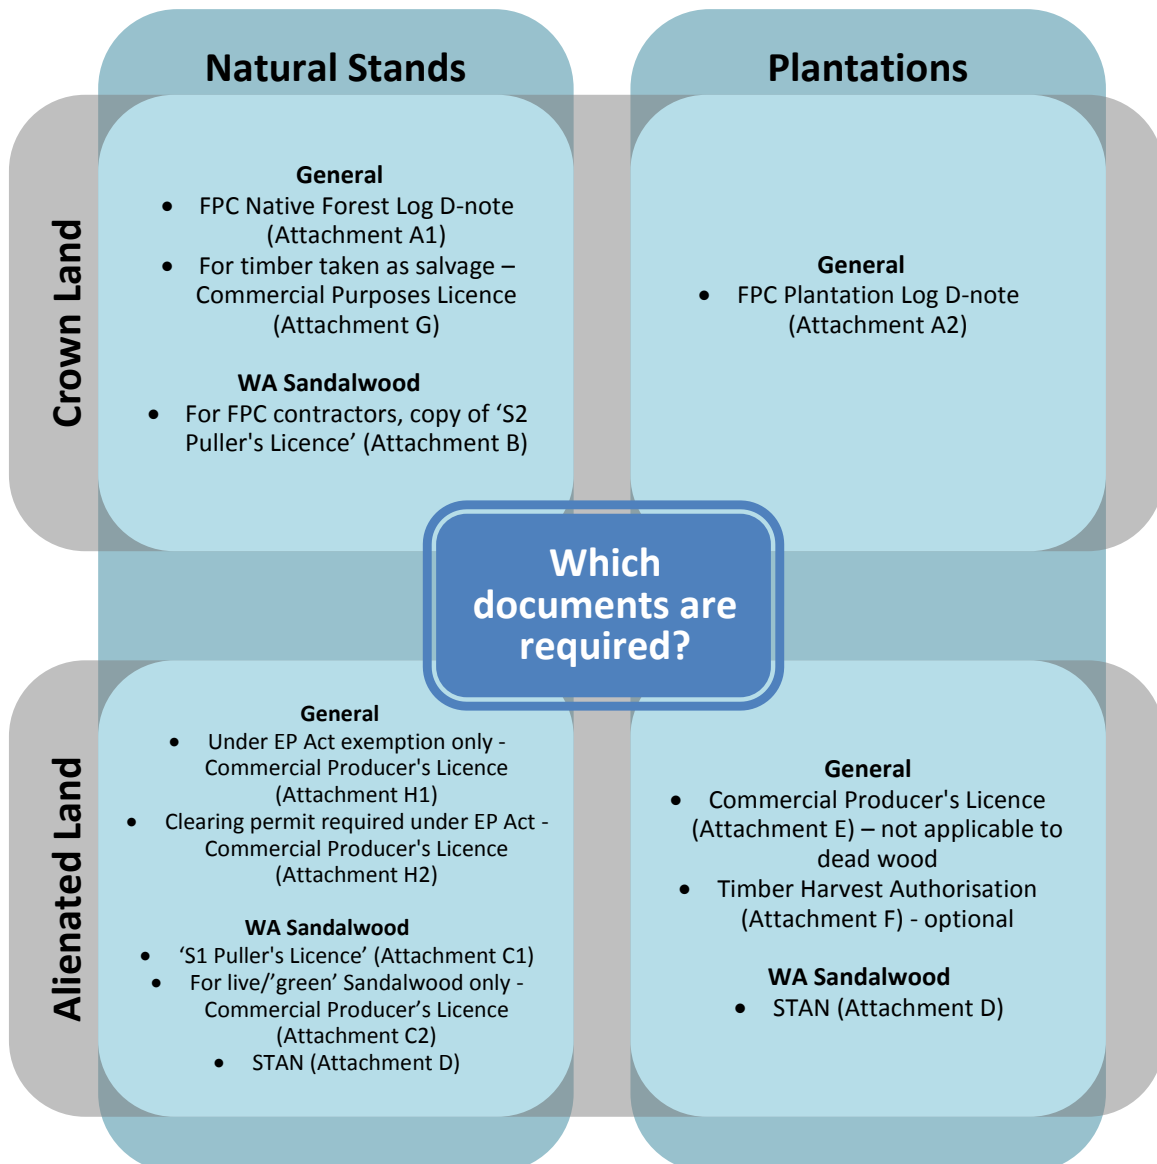 Natural Stands
Plantations
Crown Land
General
• FPC Native Forest Log D-note
(Attachment A1)
• For timber taken as salvage –
Commercial Purposes Licence
(Attachment G)
WA Sandalwood
• For FPC contractors, copy of ‘S2
Puller's Licence’ (Attachment B)
General
• FPC Plantation Log D-note
(Attachment A2)
Which
documents are
required?
Alienated Land
General
• Under EP Act exemption only -
Commercial Producer's Licence
(Attachment H1)
• Clearing permit required under EP Act -
Commercial Producer's Licence
(Attachment H2)
WA Sandalwood
• ‘S1 Puller's Licence’ (Attachment C1)
• For live/’green’ Sandalwood only -
Commercial Producer’s Licence
(Attachment C2)
• STAN (Attachment D)
General
• Commercial Producer's Licence
(Attachment E) – not applicable to
dead wood
• Timber Harvest Authorisation
(Attachment F) - optional
WA Sandalwood
• STAN (Attachment D)